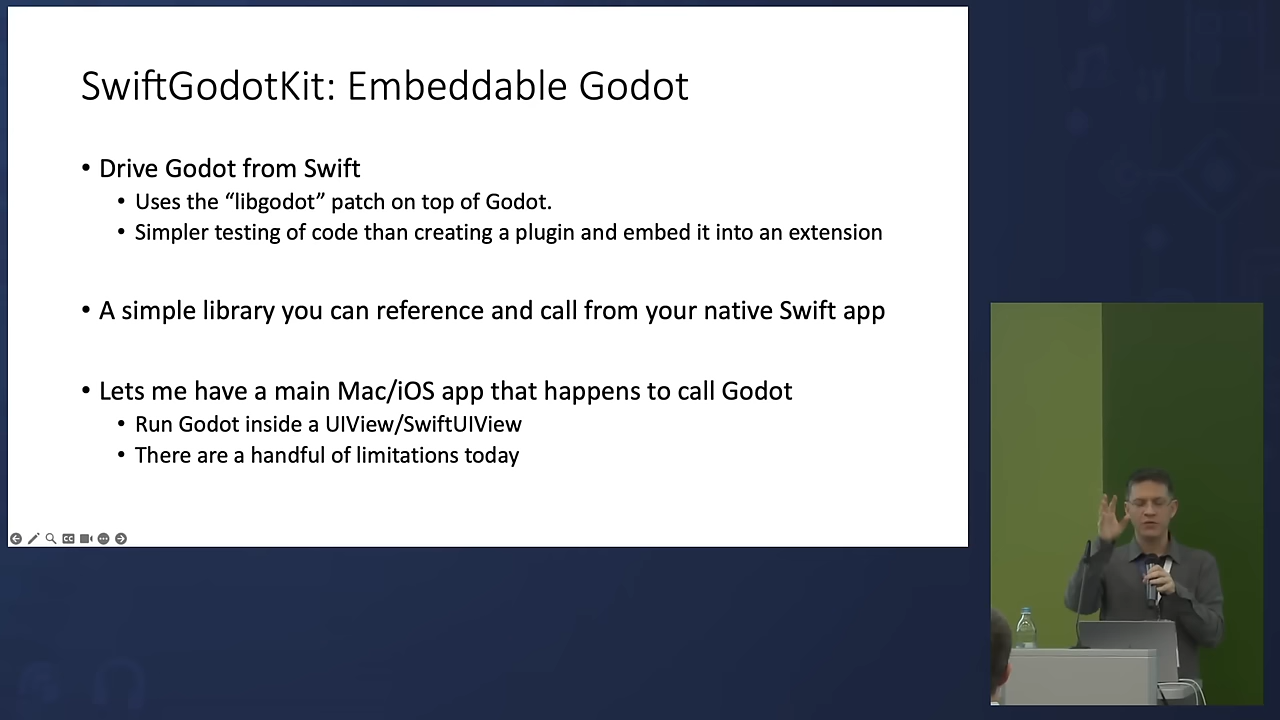 SwiftGodotKit: Embeddable Godot
• Drive Godot from Swift
• Uses the “libgodot” patch on top of Godot.
• Simpler testing of code than creating a plugin and embed it into an extension
• A simple library you can reference and call from your native Swift app
• Lets me have a main Mac/iOS app that happens to call Godot
• Run Godot inside a UIView/SwiftUIView
• There are a handful of limitations today